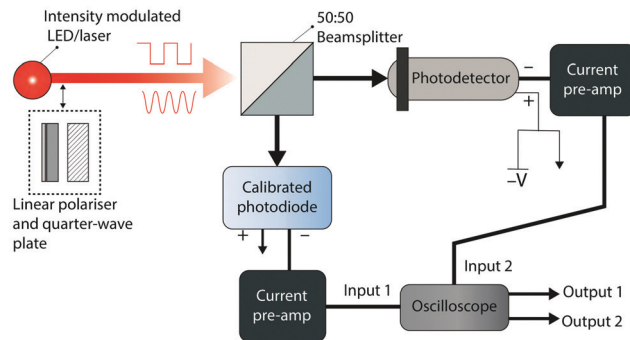 Intensity modulated
LED/laser
50:50
Beamsplitter
Photodetector
−
+
Current
pre-amp
−V
Linear polariser
and quarter-wave
plate
Calibrated
photodiode
+
−
Current
pre-amp
Input 1
Input 2
Oscilloscope
Output 1
Output 2